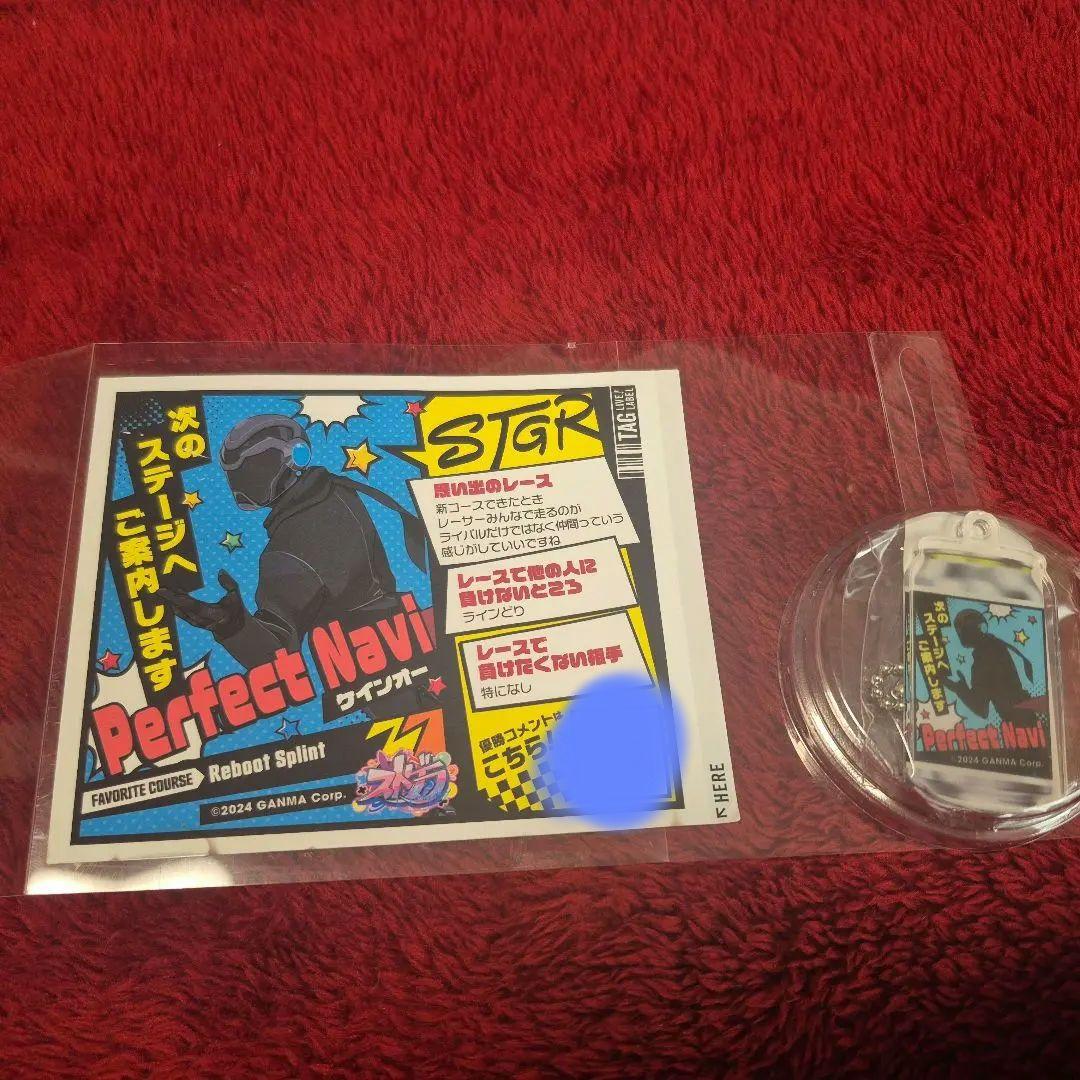 次の
ステージへ
ご案内します
Perfect Navi
ケインオー
FAVORITE COURSE
Reboot Splint
©2024 GANMA Corp.
ストグラ
STGR
TAG
LIVE!
LABEL
思い出のレース
新コースできたとき
レーサーみんなで走るのが
ライバルだけではなく仲間っていう
感じがしていいですね
レースで他の人に
負けないところ
ラインどり
レースで
負けたくない相手
特になし
優勝コメントは
こちら
HERE
次の
ステージへ
ご案内します
Perfect Navi
©2024 GANMA Corp.